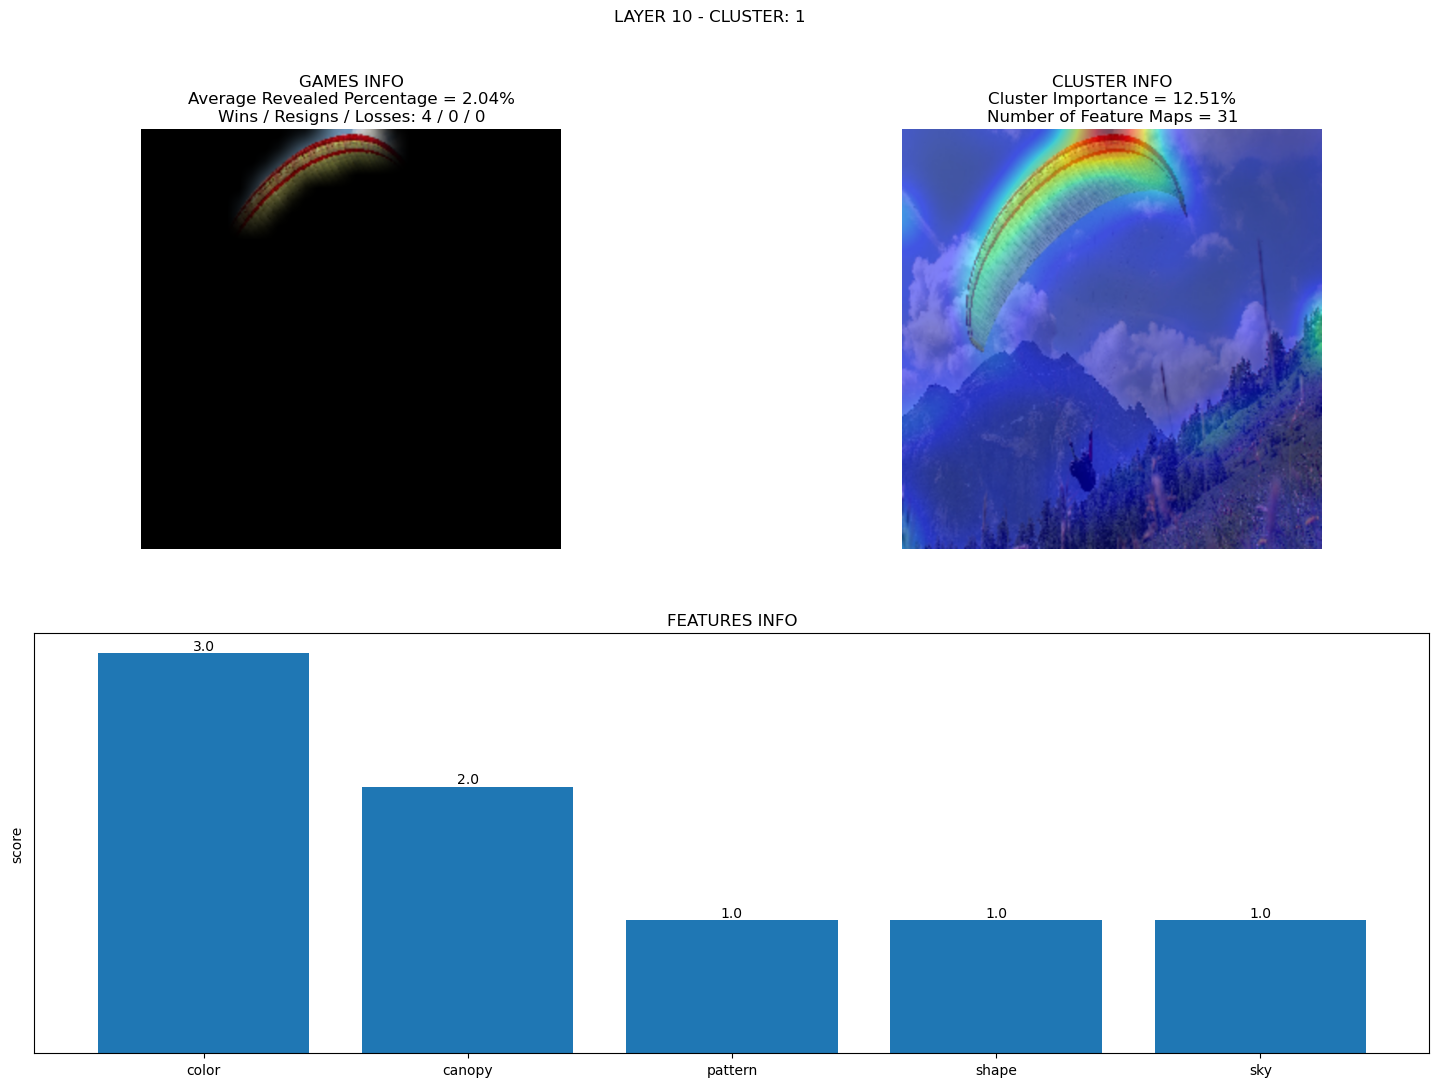 LAYER 10 - CLUSTER: 1
GAMES INFO
Average Revealed Percentage = 2.04%
Wins / Resigns / Losses: 4 / 0 / 0
CLUSTER INFO
Cluster Importance = 12.51%
Number of Feature Maps = 31
FEATURES INFO
score
3.0
2.0
1.0
1.0
1.0
color
canopy
pattern
shape
sky